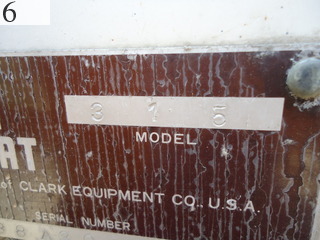 6
3 7 5
MODEL
AT
of CLARK EQUIPMENT CO., U.S.A.
SERIAL NUMBER